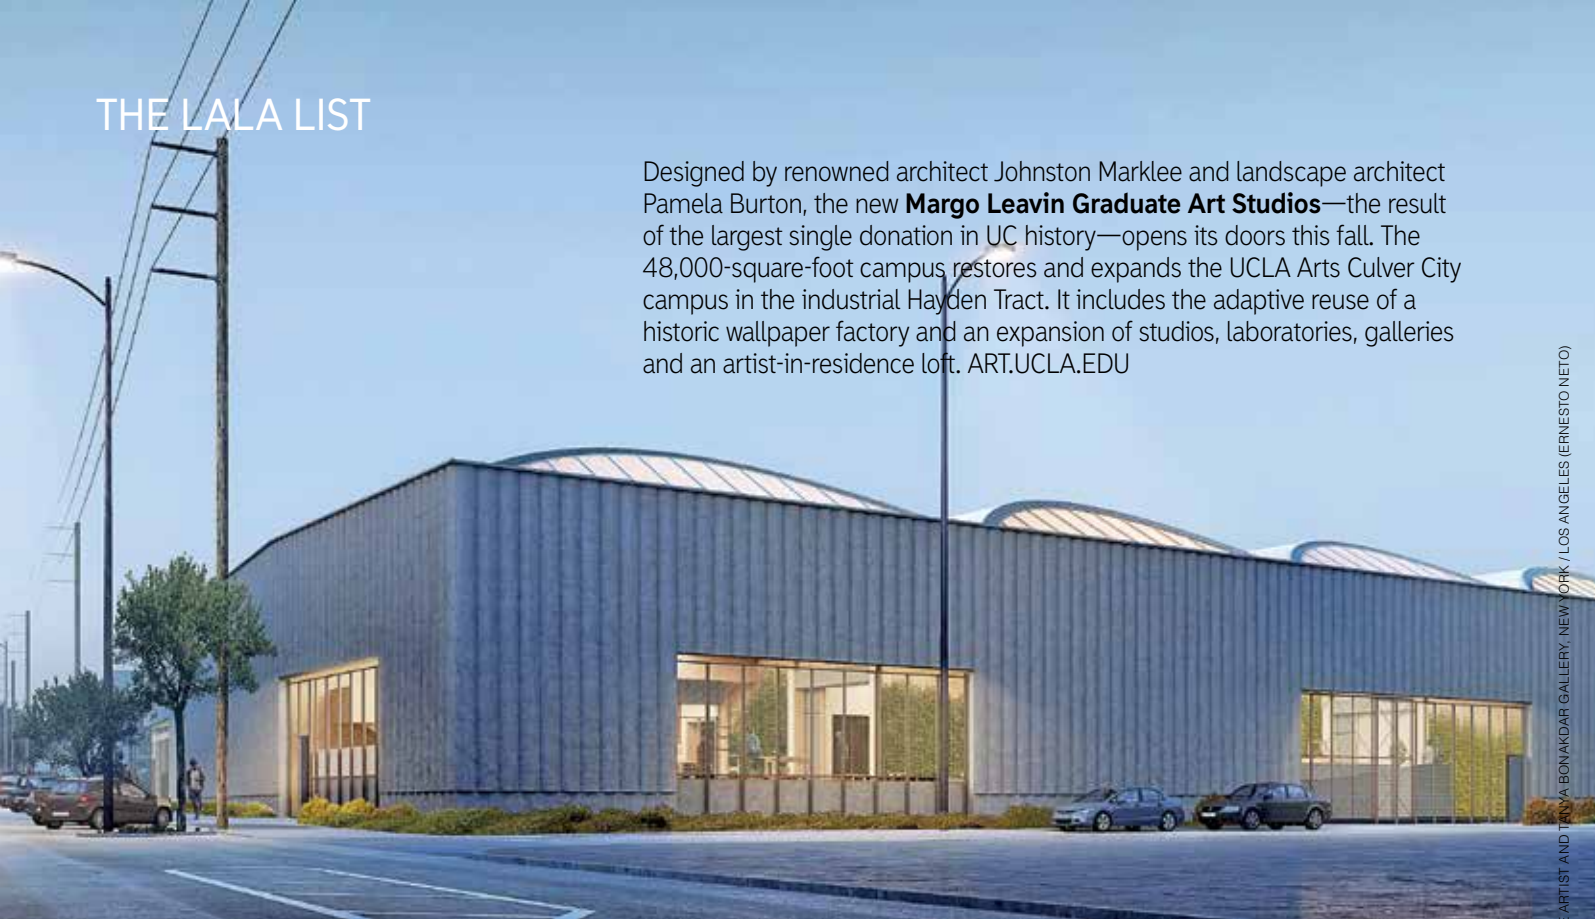 THE LALA LIST
Designed by renowned architect Johnston Marklee and landscape architect
Pamela Burton, the new Margo Leavin Graduate Art Studios—the result
of the largest single donation in UC history—opens its doors this fall. The
48,000-square-foot campus restores and expands the UCLA Arts Culver City
campus in the industrial Hayden Tract. It includes the adaptive reuse of a
historic wallpaper factory and an expansion of studios, laboratories, galleries
and an artist-in-residence loft. ART.UCLA.EDU
ARTIST AND TANYA BONAKDAR GALLERY, NEW YORK / LOS ANGELES (ERNESTO NETO)